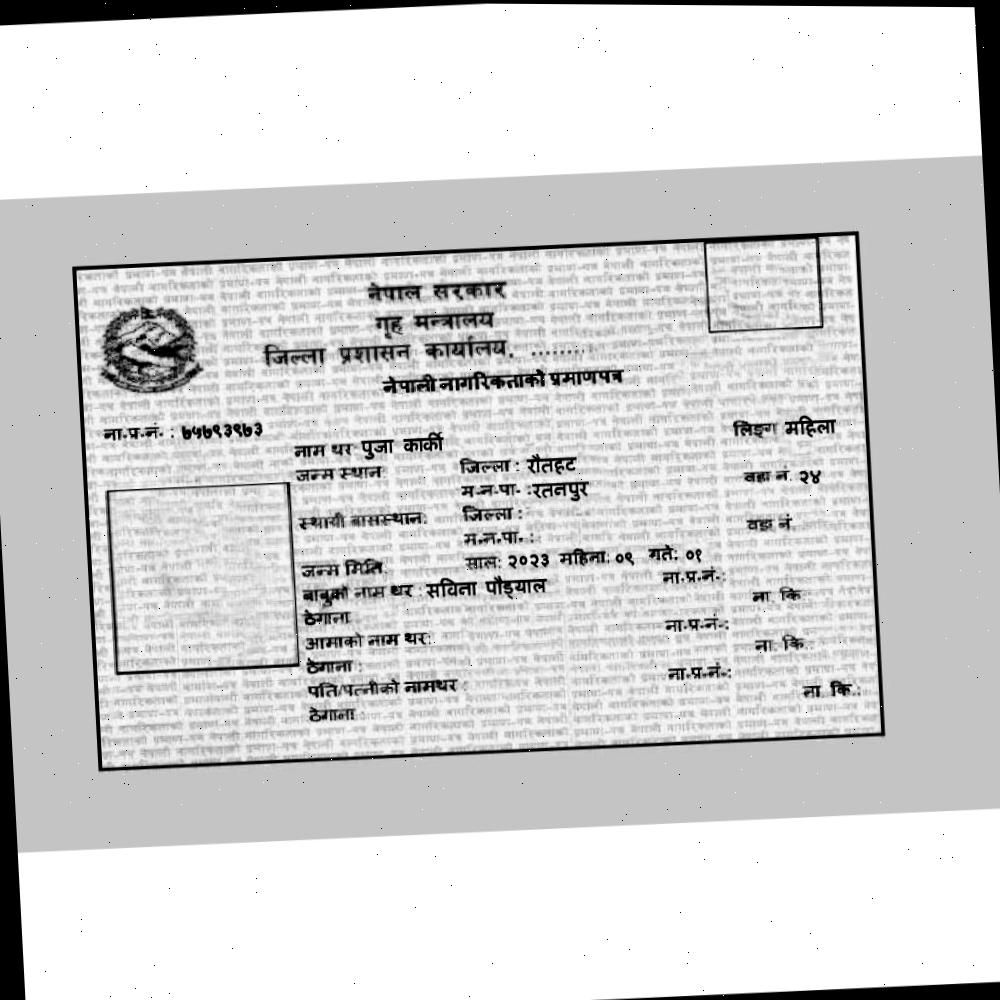 नेपाल सरकार
गृह मन्त्रालय
जिल्ला प्रशासन कार्यालय, .........
नेपाली नागरिकताको प्रमाणपत्र
ना.प्र.नं. : ७५७९३९७३
लिङ्ग महिला
नाम थर पुजा कार्की
जन्म स्थान जिल्ला : रौतहट
म.न.पा. :रतनपुर वडा नं. २४
स्थायी बासस्थान: जिल्ला :
म.न.पा. : वडा नं.
जन्म मिति साल: २०२३ महिना: ०९ गते: ०१
बाबुको नाम थर : सविता पौड्याल ना.प्र.नं.:
ठेगाना ना. कि.
आमाको नाम थर: ना.प्र.नं.:
ठेगाना : ना. कि.
पति/पत्नीको नामथर : ना.प्र.नं.:
ठेगाना : ना. कि.: